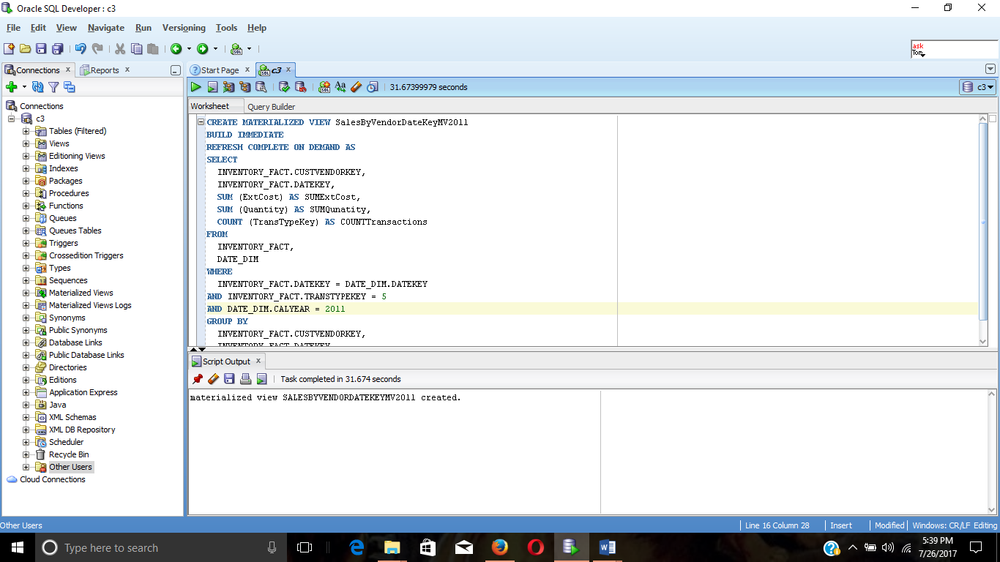 Oracle SQL Developer : c3
File Edit View Navigate Run Versioning Tools Help
ask
Tom
Connections
Reports
Start Page
c3
31.67399979 seconds
c3
Connections
c3
Tables (Filtered)
Views
Editioning Views
Indexes
Packages
Procedures
Functions
Queues
Queues Tables
Triggers
Crossedition Triggers
Types
Sequences
Materialized Views
Materialized Views Logs
Synonyms
Public Synonyms
Database Links
Public Database Links
Directories
Editions
Application Express
Java
XML Schemas
XML DB Repository
Scheduler
Recycle Bin
Other Users
Cloud Connections
Worksheet Query Builder
CREATE MATERIALIZED VIEW SalesByVendorDateKeyMV2011
BUILD IMMEDIATE
REFRESH COMPLETE ON DEMAND AS
SELECT
INVENTORY_FACT.CUSTVENDORKEY,
INVENTORY_FACT.DATEKEY,
SUM (ExtCost) AS SUMExtCost,
SUM (Quantity) AS SUMQunatity,
COUNT (TransTypeKey) AS COUNTTransactions
FROM
INVENTORY_FACT,
DATE_DIM
WHERE
INVENTORY_FACT.DATEKEY = DATE_DIM.DATEKEY
AND INVENTORY_FACT.TRANSTYPEKEY = 5
AND DATE_DIM.CALYEAR = 2011
GROUP BY
INVENTORY_FACT.CUSTVENDORKEY,
INVENTORY_FACT.DATEKEY
Script Output
Task completed in 31.674 seconds
materialized view SALESBYVENDORDATEKEYMV2011 created.
Other Users
Line 16 Column 28
Insert
Modified
Windows: CR/LF Editing
Type here to search
5:39 PM
7/26/2017